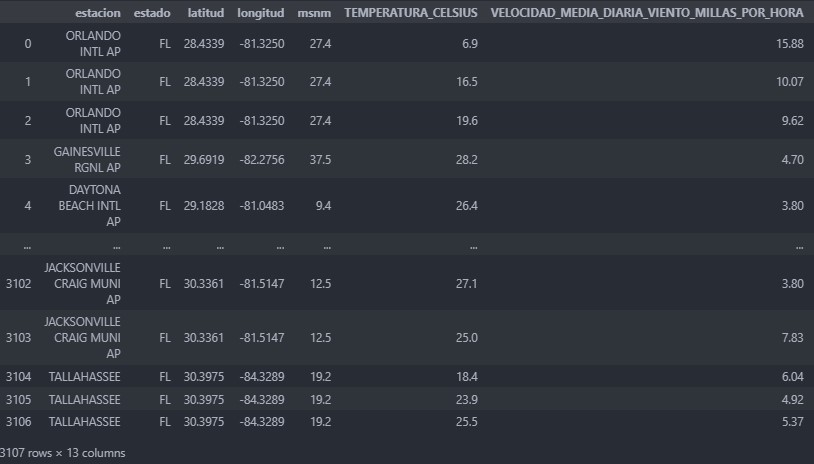 estacion estado latitud longitud msnm TEMPERATURA_CELSIUS VELOCIDAD_MEDIA_DIARIA_VIENTO_MILLAS_POR_HORA
0 ORLANDO INTL AP FL 28.4339 -81.3250 27.4 6.9 15.88
1 ORLANDO INTL AP FL 28.4339 -81.3250 27.4 16.5 10.07
2 ORLANDO INTL AP FL 28.4339 -81.3250 27.4 19.6 9.62
3 GAINESVILLE RGNL AP FL 29.6919 -82.2756 37.5 28.2 4.70
4 DAYTONA BEACH INTL AP FL 29.1828 -81.0483 9.4 26.4 3.80
... ... ... ... ... ... ... ...
3102 JACKSONVILLE CRAIG MUNI AP FL 30.3361 -81.5147 12.5 27.1 3.80
3103 JACKSONVILLE CRAIG MUNI AP FL 30.3361 -81.5147 12.5 25.0 7.83
3104 TALLAHASSEE FL 30.3975 -84.3289 19.2 18.4 6.04
3105 TALLAHASSEE FL 30.3975 -84.3289 19.2 23.9 4.92
3106 TALLAHASSEE FL 30.3975 -84.3289 19.2 25.5 5.37
3107 rows × 13 columns